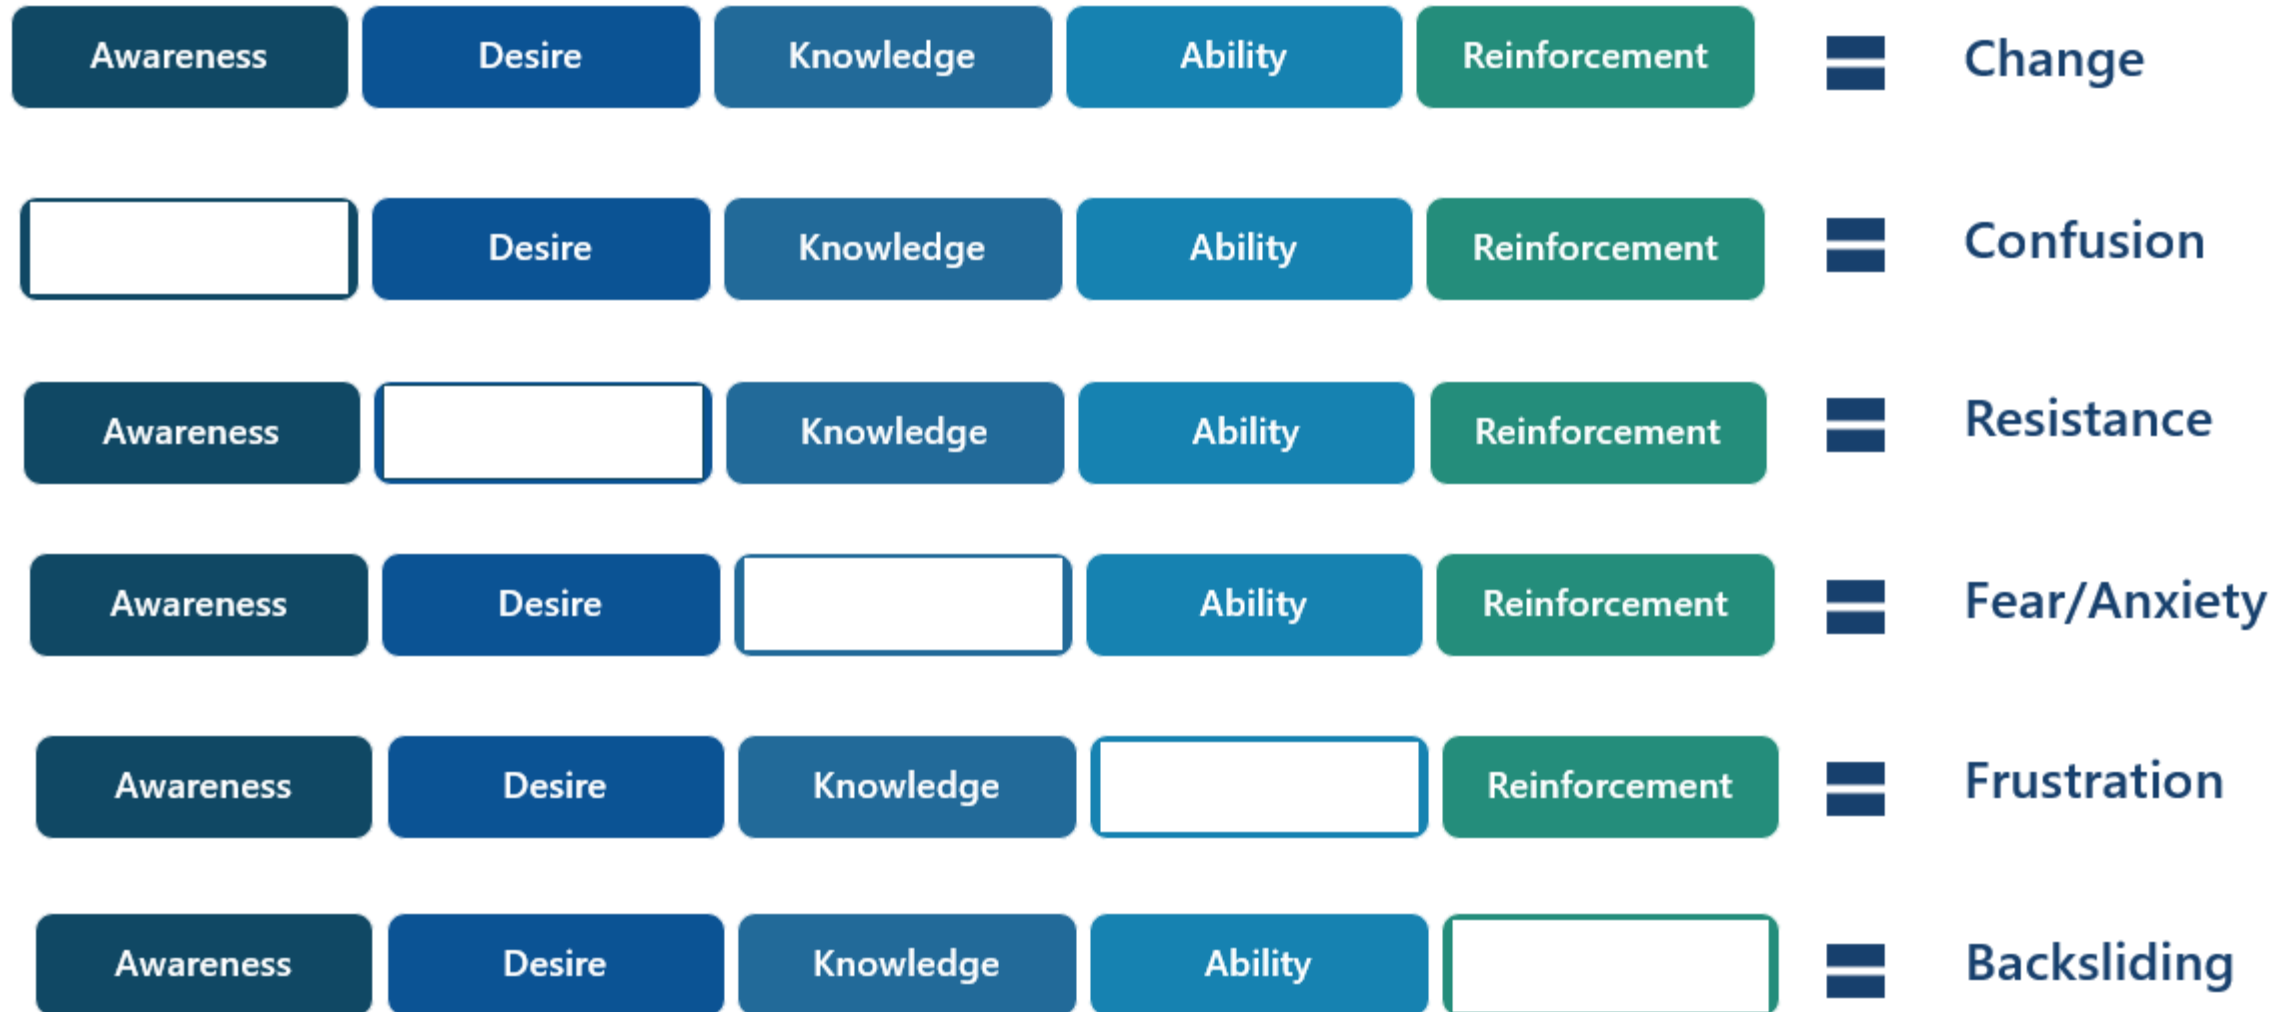 Awareness Desire Knowledge Ability Reinforcement = Change
Desire Knowledge Ability Reinforcement = Confusion
Awareness Knowledge Ability Reinforcement = Resistance
Awareness Desire Ability Reinforcement = Fear/Anxiety
Awareness Desire Knowledge Reinforcement = Frustration
Awareness Desire Knowledge Ability = Backsliding